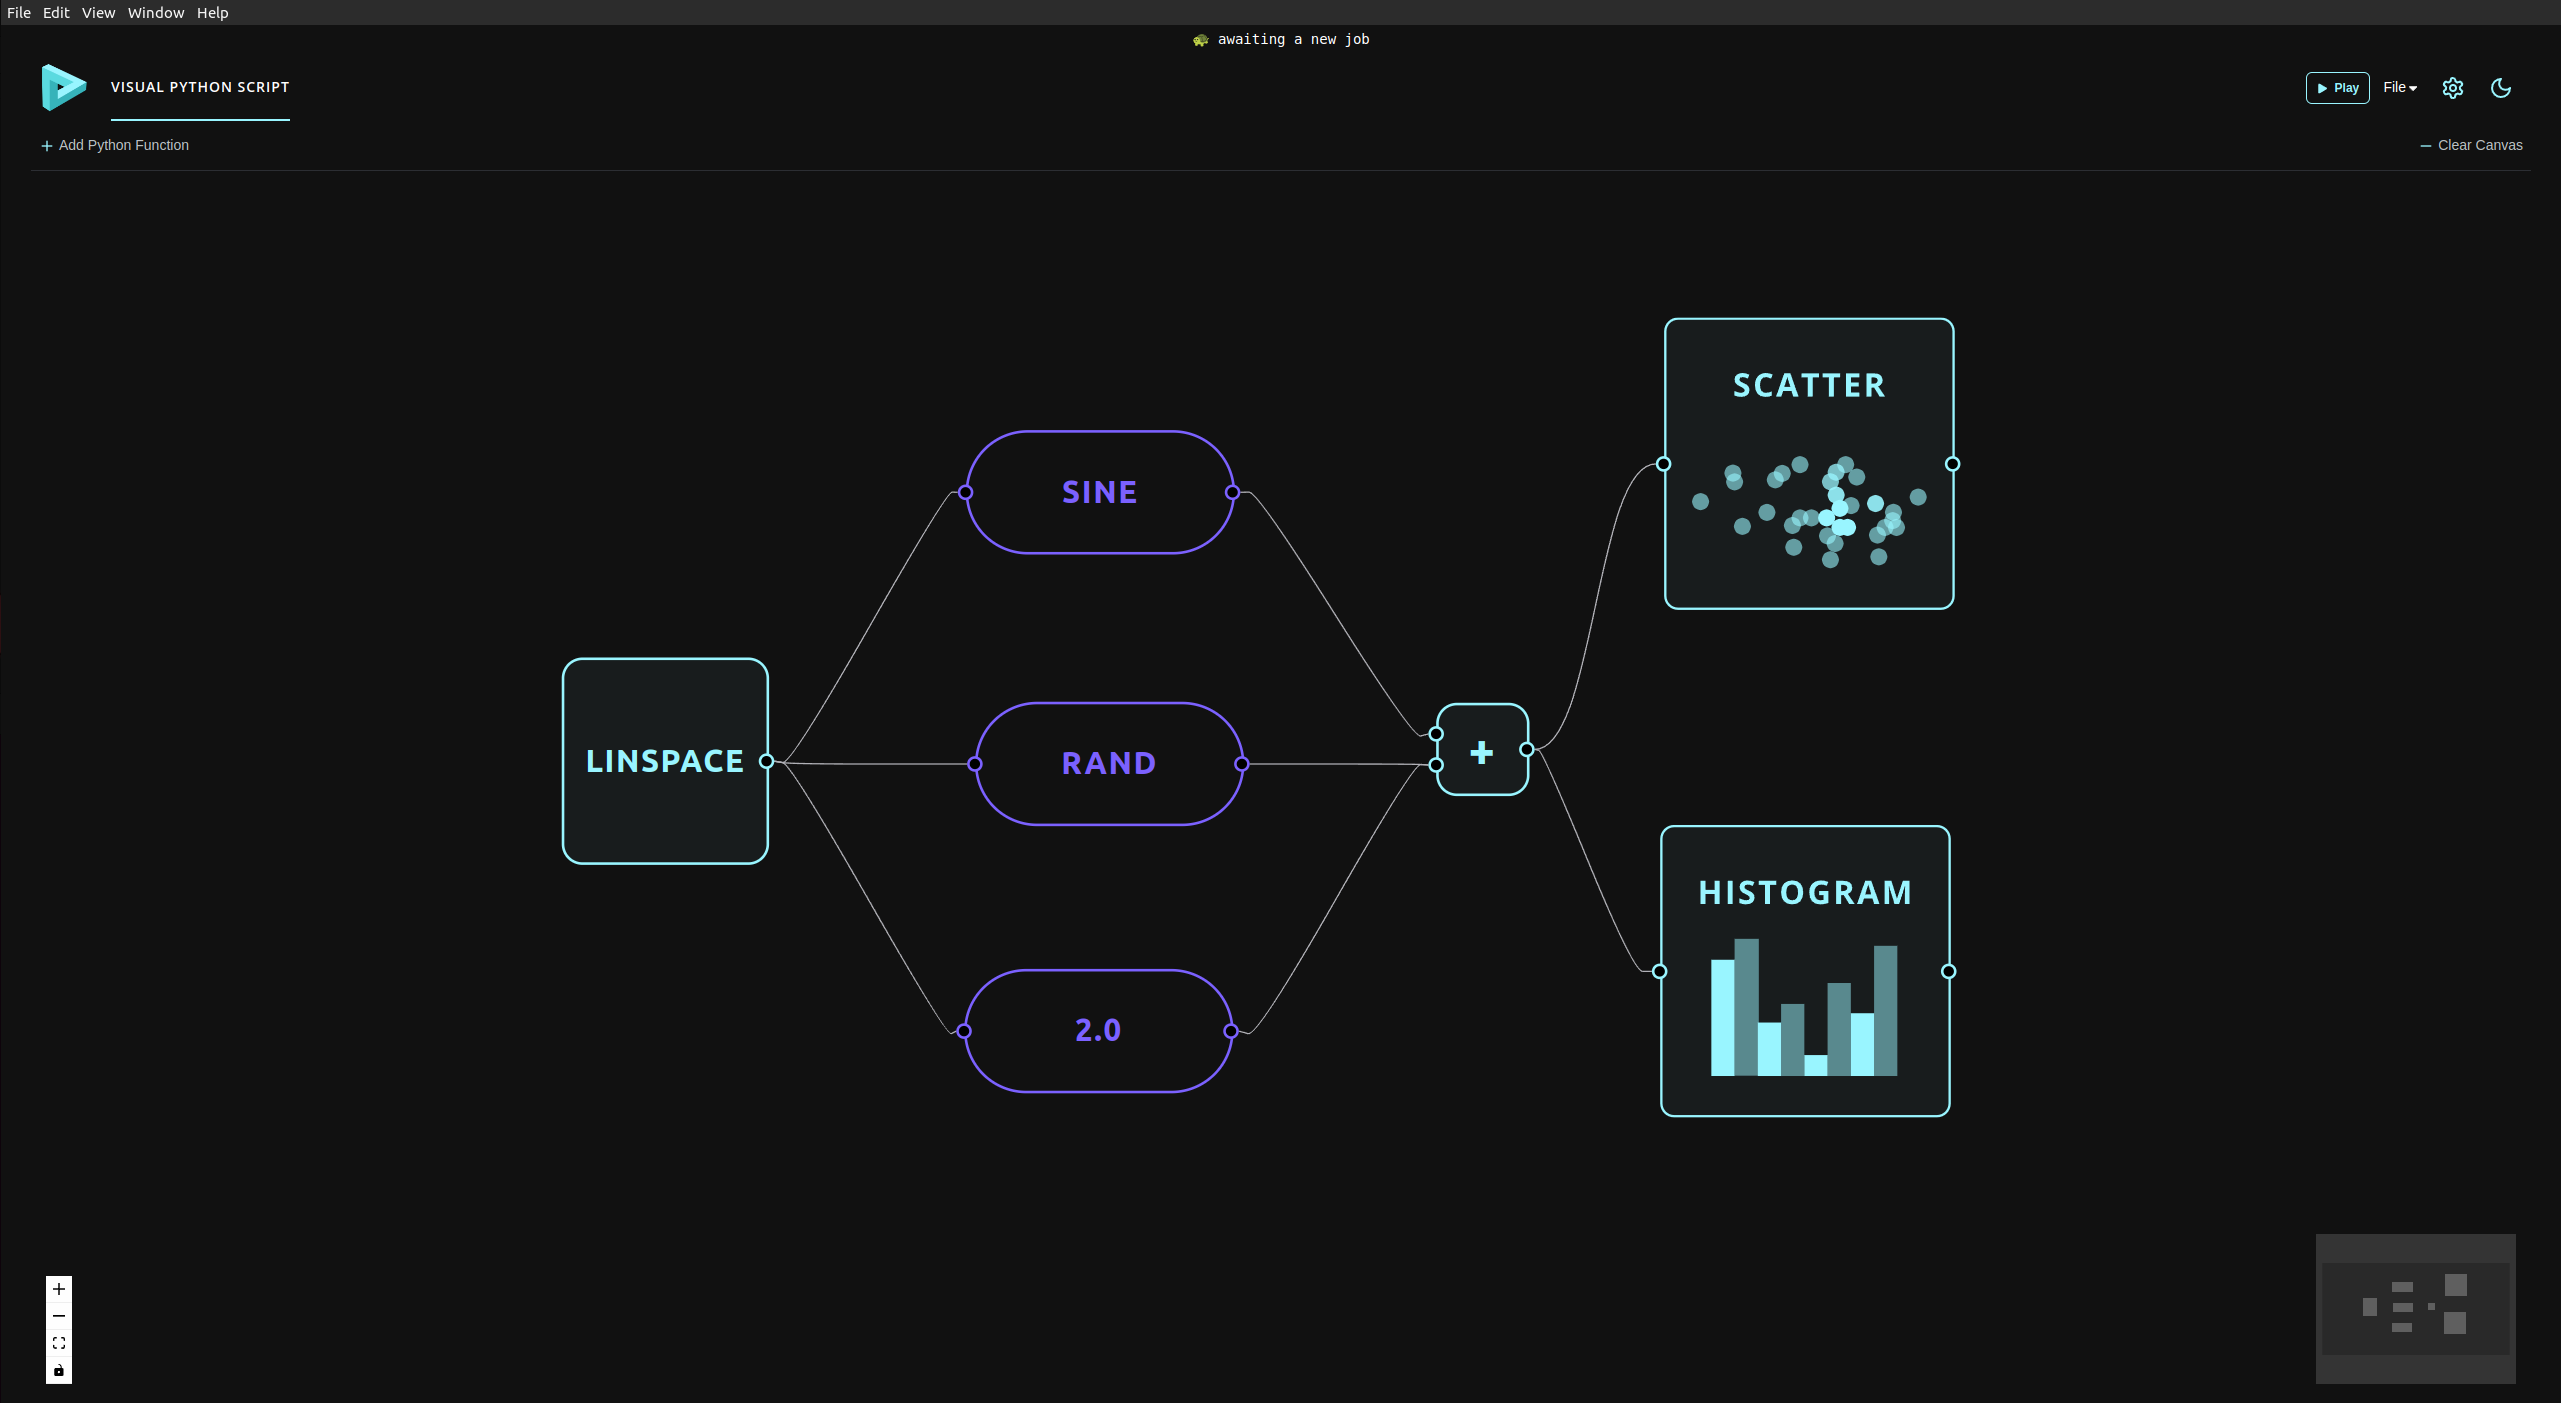 File Edit View Window Help
🐢 awaiting a new job
VISUAL PYTHON SCRIPT
Play File
Add Python Function
Clear Canvas
SCATTER
SINE
LINSPACE
RAND
+
HISTOGRAM
2.0